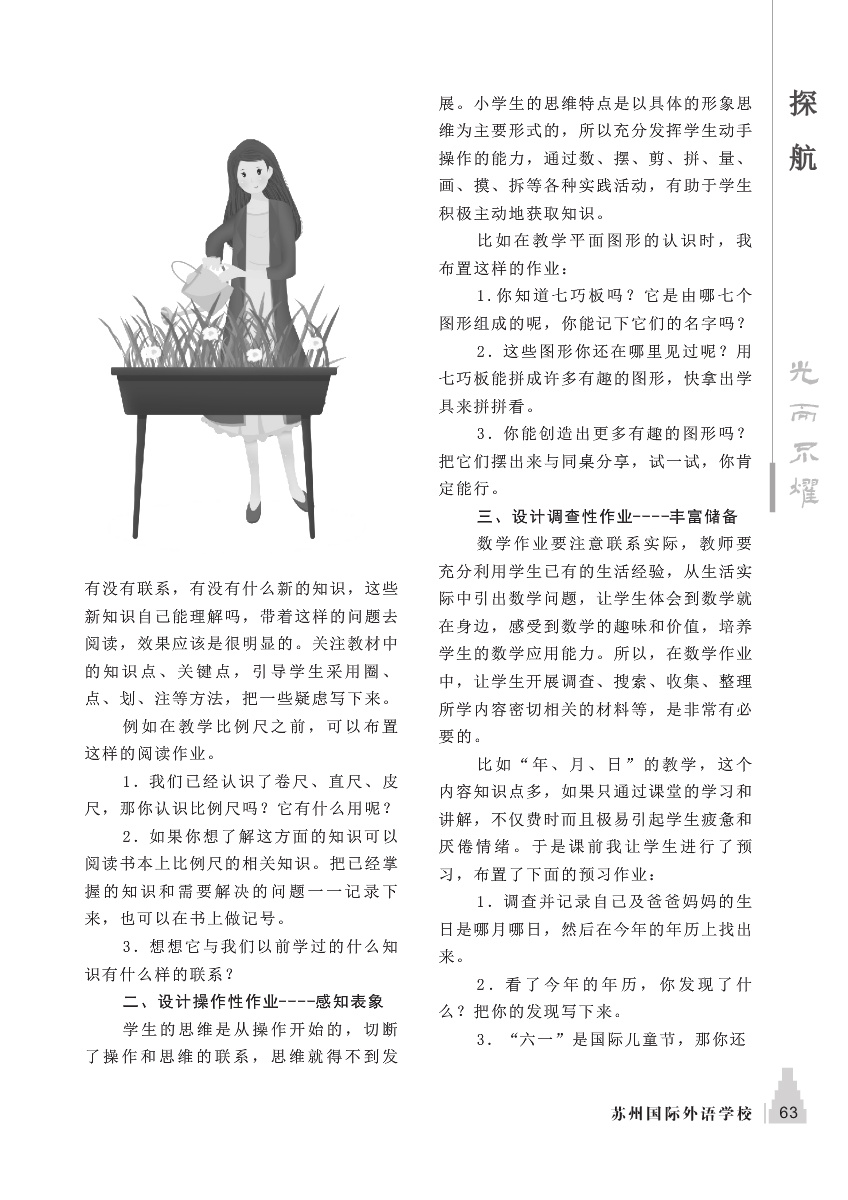 有没有联系，有没有什么新的知识，这些
新知识自己能理解吗，带着这样的问题去
阅读，效果应该是很明显的。关注教材中
的知识点、关键点，引导学生采用圈、
点、划、注等方法，把一些疑虑写下来。
例如在教学比例尺之前，可以布置
这样的阅读作业。
1．我们已经认识了卷尺、直尺、皮
尺，那你认识比例尺吗？它有什么用呢？
2．如果你想了解这方面的知识可以
阅读书本上比例尺的相关知识。把已经掌
握的知识和需要解决的问题一一记录下
来，也可以在书上做记号。
3．想想它与我们以前学过的什么知
识有什么样的联系？
二、设计操作性作业----感知表象
学生的思维是从操作开始的，切断
了操作和思维的联系，思维就得不到发
展。小学生的思维特点是以具体的形象思
维为主要形式的，所以充分发挥学生动手
操作的能力，通过数、摆、剪、拼、量、
画、摸、拆等各种实践活动，有助于学生
积极主动地获取知识。
比如在教学平面图形的认识时，我
布置这样的作业：
1.你知道七巧板吗？它是由哪七个
图形组成的呢，你能记下它们的名字吗？
2．这些图形你还在哪里见过呢？用
七巧板能拼成许多有趣的图形，快拿出学
具来拼拼看。
3．你能创造出更多有趣的图形吗？
把它们摆出来与同桌分享，试一试，你肯
定能行。
三、设计调查性作业----丰富储备
数学作业要注意联系实际，教师要
充分利用学生已有的生活经验，从生活实
际中引出数学问题，让学生体会到数学就
在身边，感受到数学的趣味和价值，培养
学生的数学应用能力。所以，在数学作业
中，让学生开展调查、搜索、收集、整理
所学内容密切相关的材料等，是非常有必
要的。
比如“年、月、日”的教学，这个
内容知识点多，如果只通过课堂的学习和
讲解，不仅费时而且极易引起学生疲惫和
厌倦情绪。于是课前我让学生进行了预
习，布置了下面的预习作业：
1．调查并记录自己及爸爸妈妈的生
日是哪月哪日，然后在今年的年历上找出
来。
2．看了今年的年历，你发现了什
么？把你的发现写下来。
3．“六一”是国际儿童节，那你还
探航
光而不耀
苏州国际外语学校 63